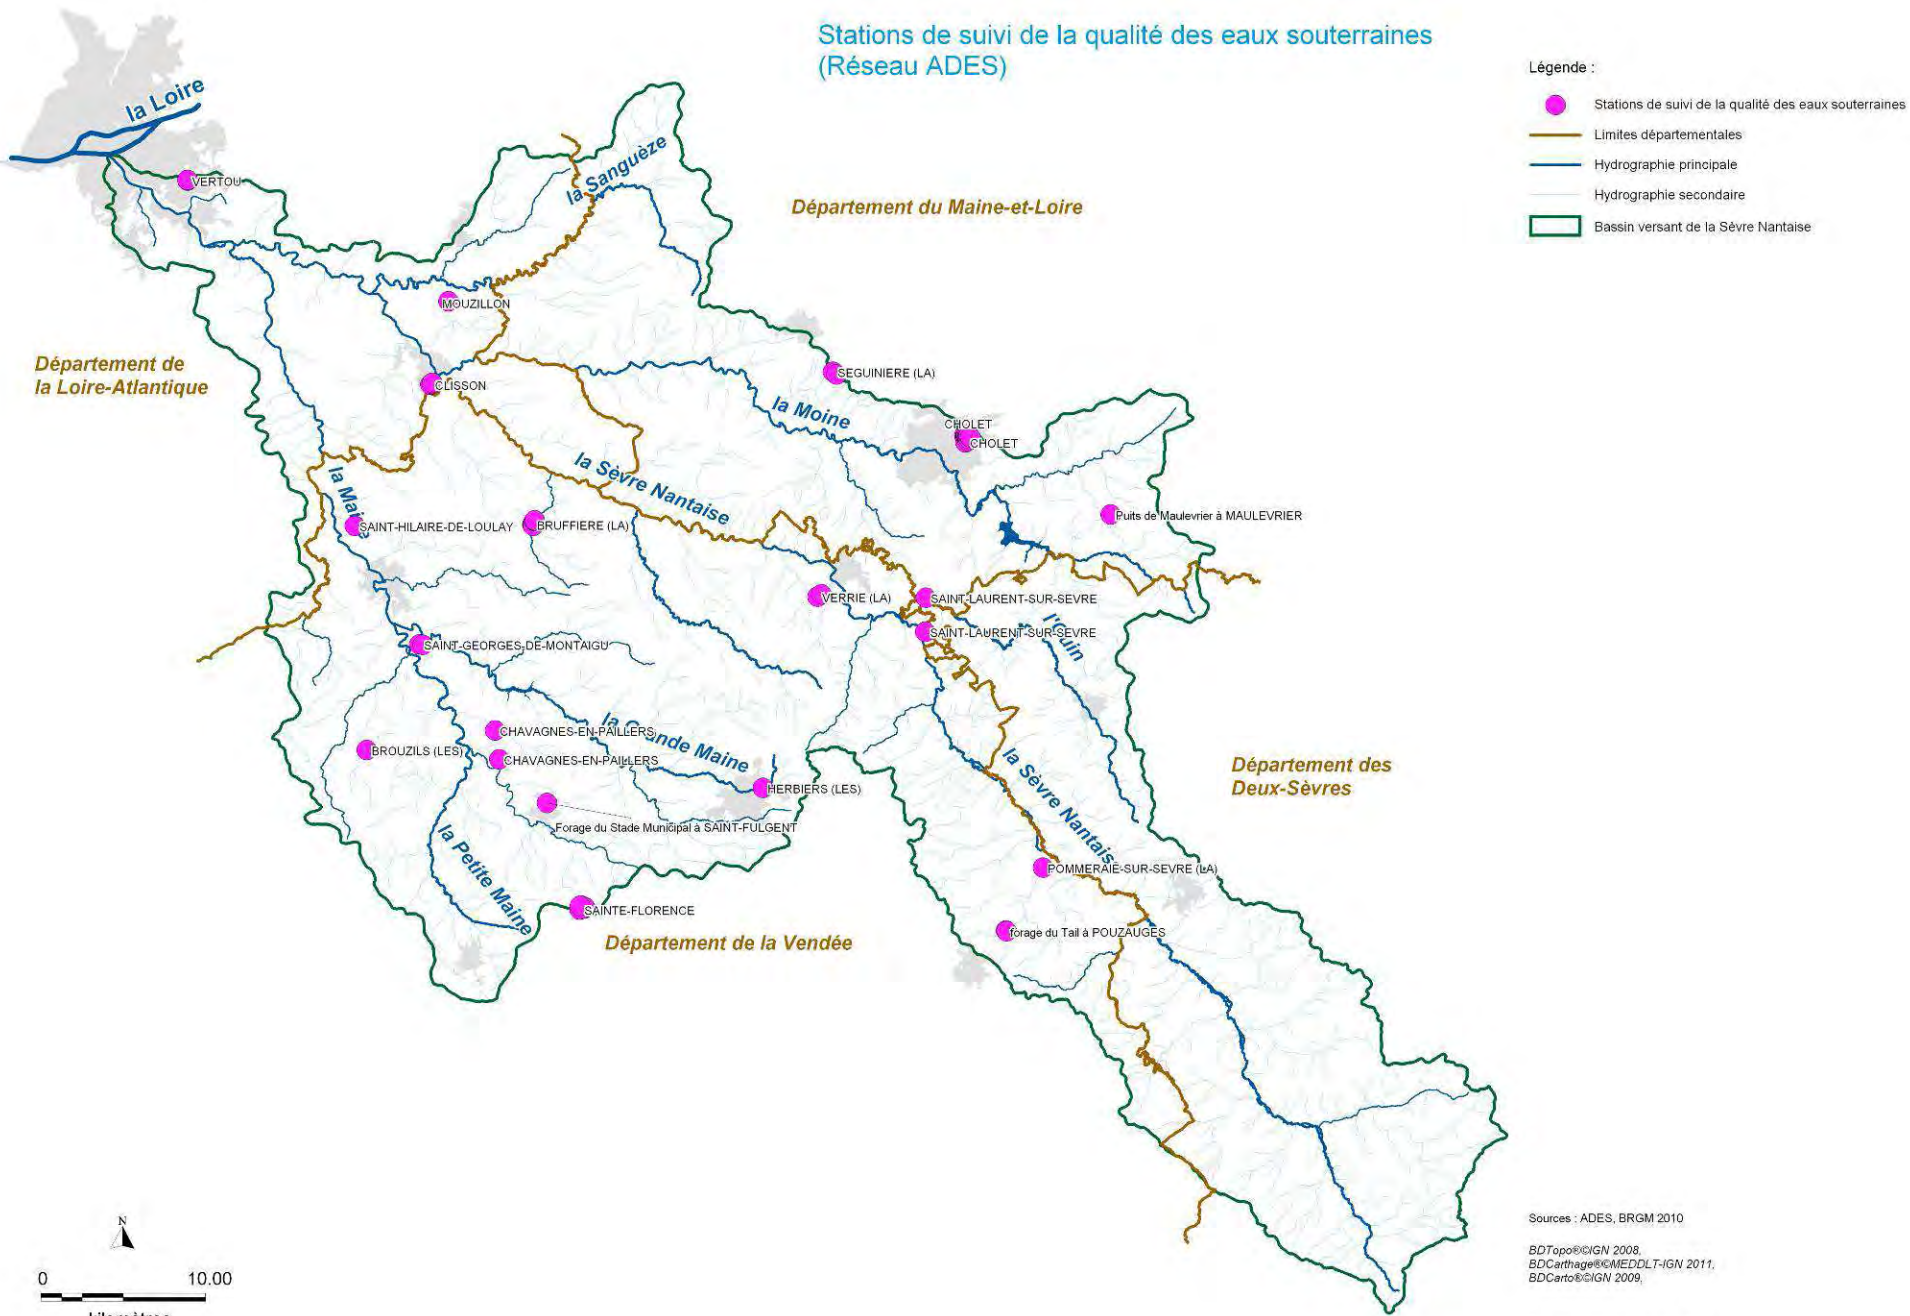 Stations de suivi de la qualité des eaux souterraines
(Réseau ADES)
Légende :
Stations de suivi de la qualité des eaux souterraines
Limites départementales
Hydrographie principale
Hydrographie secondaire
Bassin versant de la Sèvre Nantaise
la Loire
VERTOU
la Sanguèze
Département du Maine-et-Loire
MOUZILLON
Département de
la Loire-Atlantique
CLISSON
SEGUINIERE (LA)
la Moine
CHOLET
CHOLET
la Sèvre Nantaise
la Maine
SAINT-HILAIRE-DE-LOULAY
BRUFFIERE (LA)
Puits de Maulevrier à MAULEVRIER
VERRIE (LA)
SAINT-LAURENT-SUR-SEVRE
SAINT-LAURENT-SUR-SEVRE
l'Ouin
SAINT-GEORGES-DE-MONTAIGU
CHAVAGNES-EN-PAILLERS
la Grande Maine
BROUZILS (LES)
CHAVAGNES-EN-PAILLERS
HERBIERS (LES)
la Sèvre Nantais
Département des
Deux-Sèvres
Forage du Stade Municipal à SAINT-FULGENT
la Petite Maine
POMMERAIE-SUR-SEVRE (LA)
SAINTE-FLORENCE
forage du Tail à POUZAUGES
Département de la Vendée
N
0 10.00
kilomètres
Sources : ADES, BRGM 2010
BDTopo®©IGN 2008,
BDCarthage®©MEDDLT-IGN 2011,
BDCarto®©IGN 2009,